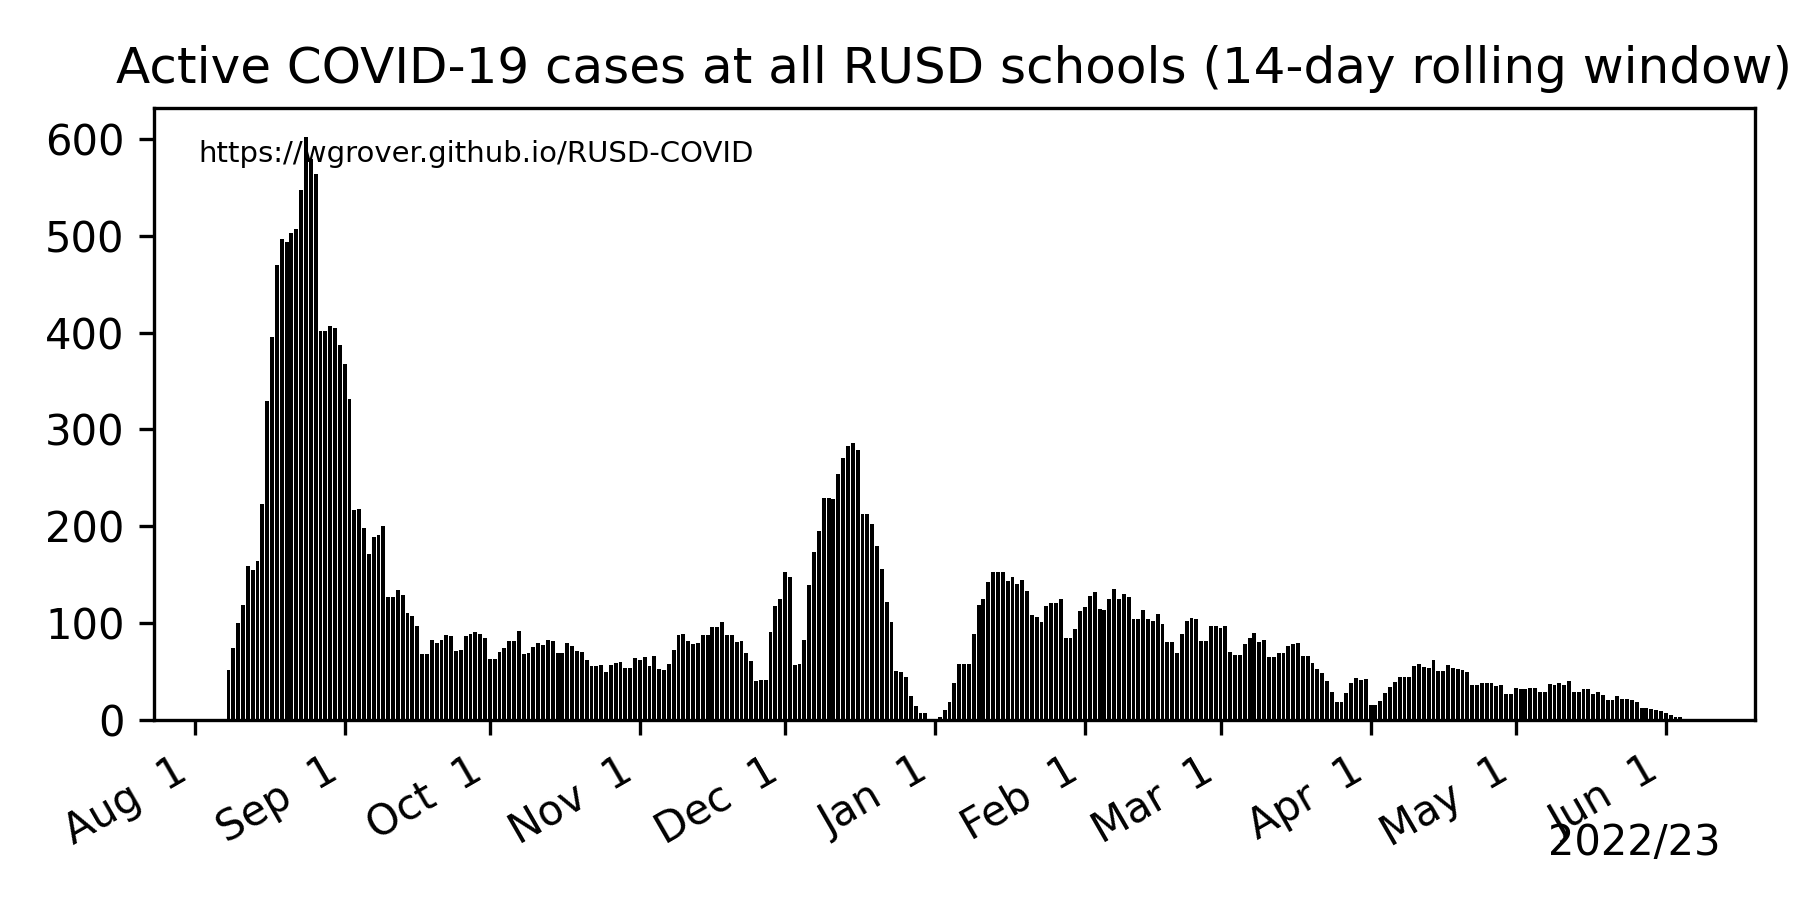 Active COVID-19 cases at all RUSD schools (14-day rolling window)
https://wgrover.github.io/RUSD-COVID
600
500
400
300
200
100
0
Aug 1
Sep 1
Oct 1
Nov 1
Dec 1
Jan 1
Feb 1
Mar 1
Apr 1
May 1
Jun 1
2022/23